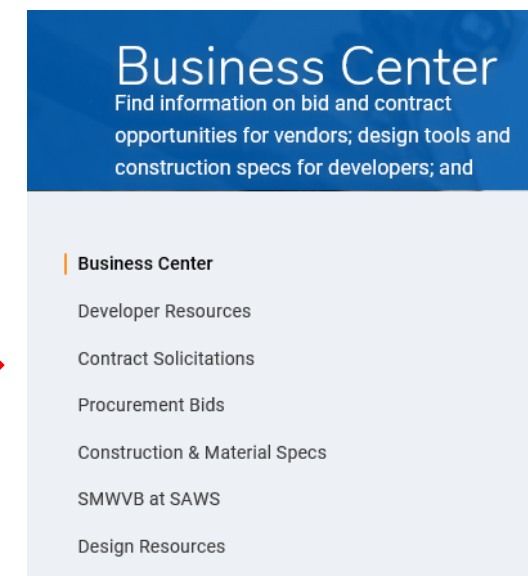 Business Center
Find information on bid and contract
opportunities for vendors; design tools and
construction specs for developers; and
Business Center
Developer Resources
Contract Solicitations
Procurement Bids
Construction & Material Specs
SMWVB at SAWS
Design Resources